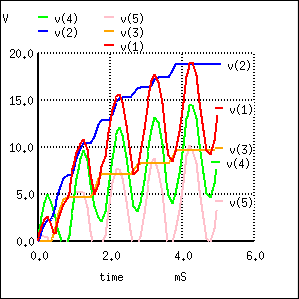 V v(4) v(5)
v(2) v(3)
v(1)
20.0
v(2)
15.0
v(1)
10.0
v(3)
v(4)
5.0
v(5)
0.0
0.0 2.0 4.0 6.0
time mS